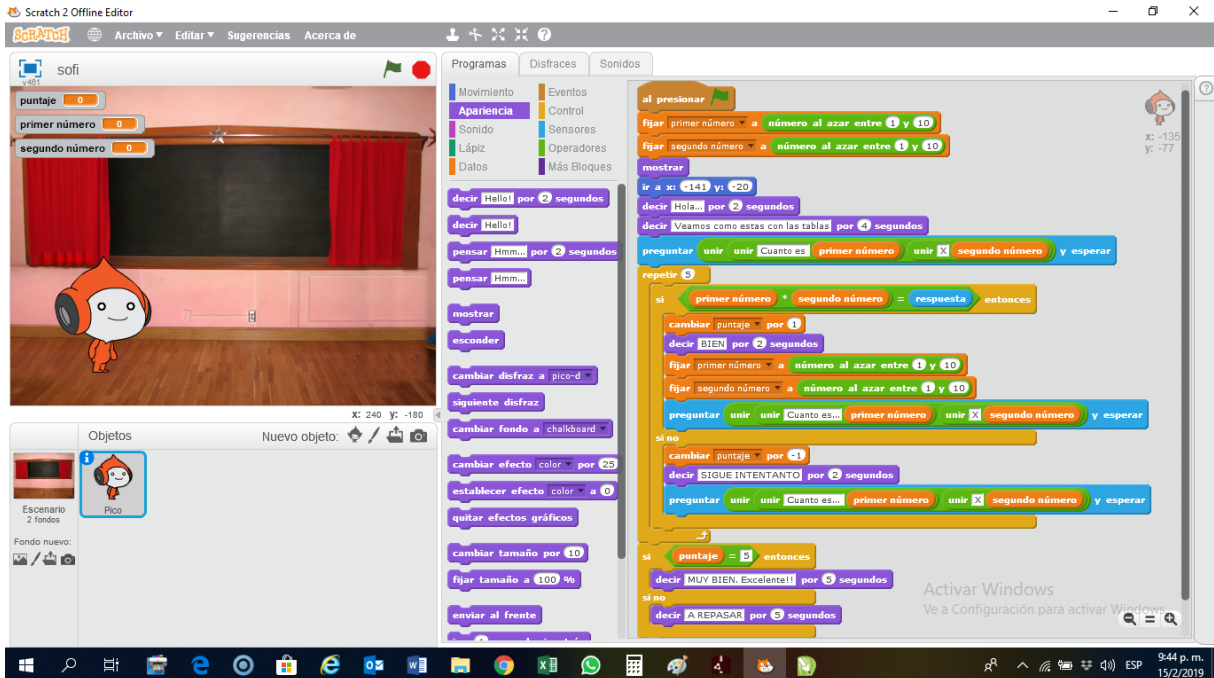 Scratch 2 Offline Editor
SCRATCH Archivo Editar Sugerencias Acerca de
v461 sofi
puntaje 0
primer número 0
segundo número 0
X: 240 y: -180
Objetos Nuevo objeto:
Escenario
2 fondos
Fondo nuevo:
Pico
Programas Disfraces Sonidos
Movimiento Eventos
Apariencia Control
Sonido Sensores
Lápiz Operadores
Datos Más Bloques
decir Hello! por 2 segundos
decir Hello!
pensar Hmm... por 2 segundos
pensar Hmm...
mostrar
esconder
cambiar disfraz a pico-d
siguiente disfraz
cambiar fondo a chalkboard
cambiar efecto color por 25
establecer efecto color a 0
quitar efectos gráficos
cambiar tamaño por 10
fijar tamaño a 100 %
enviar al frente
al presionar
fijar primer número a número al azar entre 1 y 10
fijar segundo número a número al azar entre 1 y 10
mostrar
ir a x: -141 y: -20
decir Hola... por 2 segundos
decir Veamos como estas con las tablas por 4 segundos
preguntar unir unir Cuanto es primer número unir X segundo número y esperar
repetir 5
si primer número * segundo número = respuesta entonces
cambiar puntaje por 1
decir BIEN por 2 segundos
fijar primer número a número al azar entre 1 y 10
fijar segundo número a número al azar entre 1 y 10
preguntar unir unir Cuanto es... primer número unir X segundo número y esperar
si no
cambiar puntaje por -1
decir SIGUE INTENTANTO por 2 segundos
preguntar unir unir Cuanto es... primer número unir X segundo número y esperar
si puntaje = 5 entonces
decir MUY BIEN. Excelente!! por 5 segundos
si no
decir A REPASAR por 5 segundos
x: -135
y: -77
Activar Windows
Ve a Configuración para activar Windows.
ESP 9:44 p. m.
15/2/2019